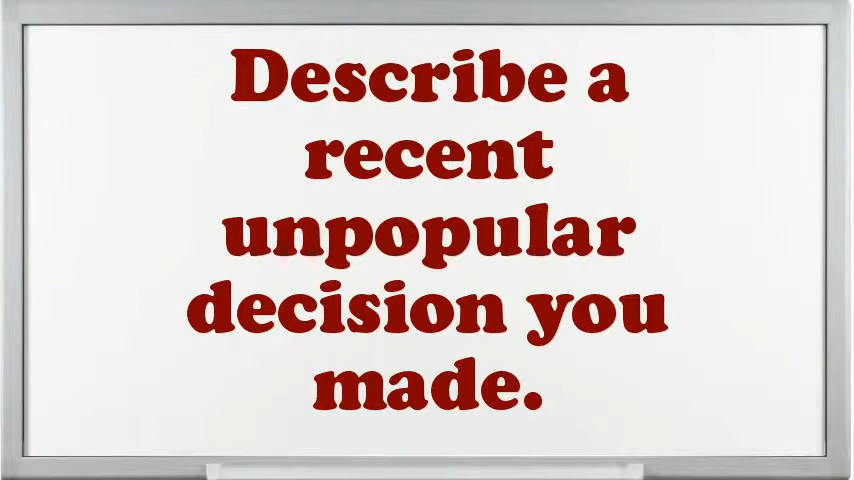 Describe a
recent
unpopular
decision you
made.